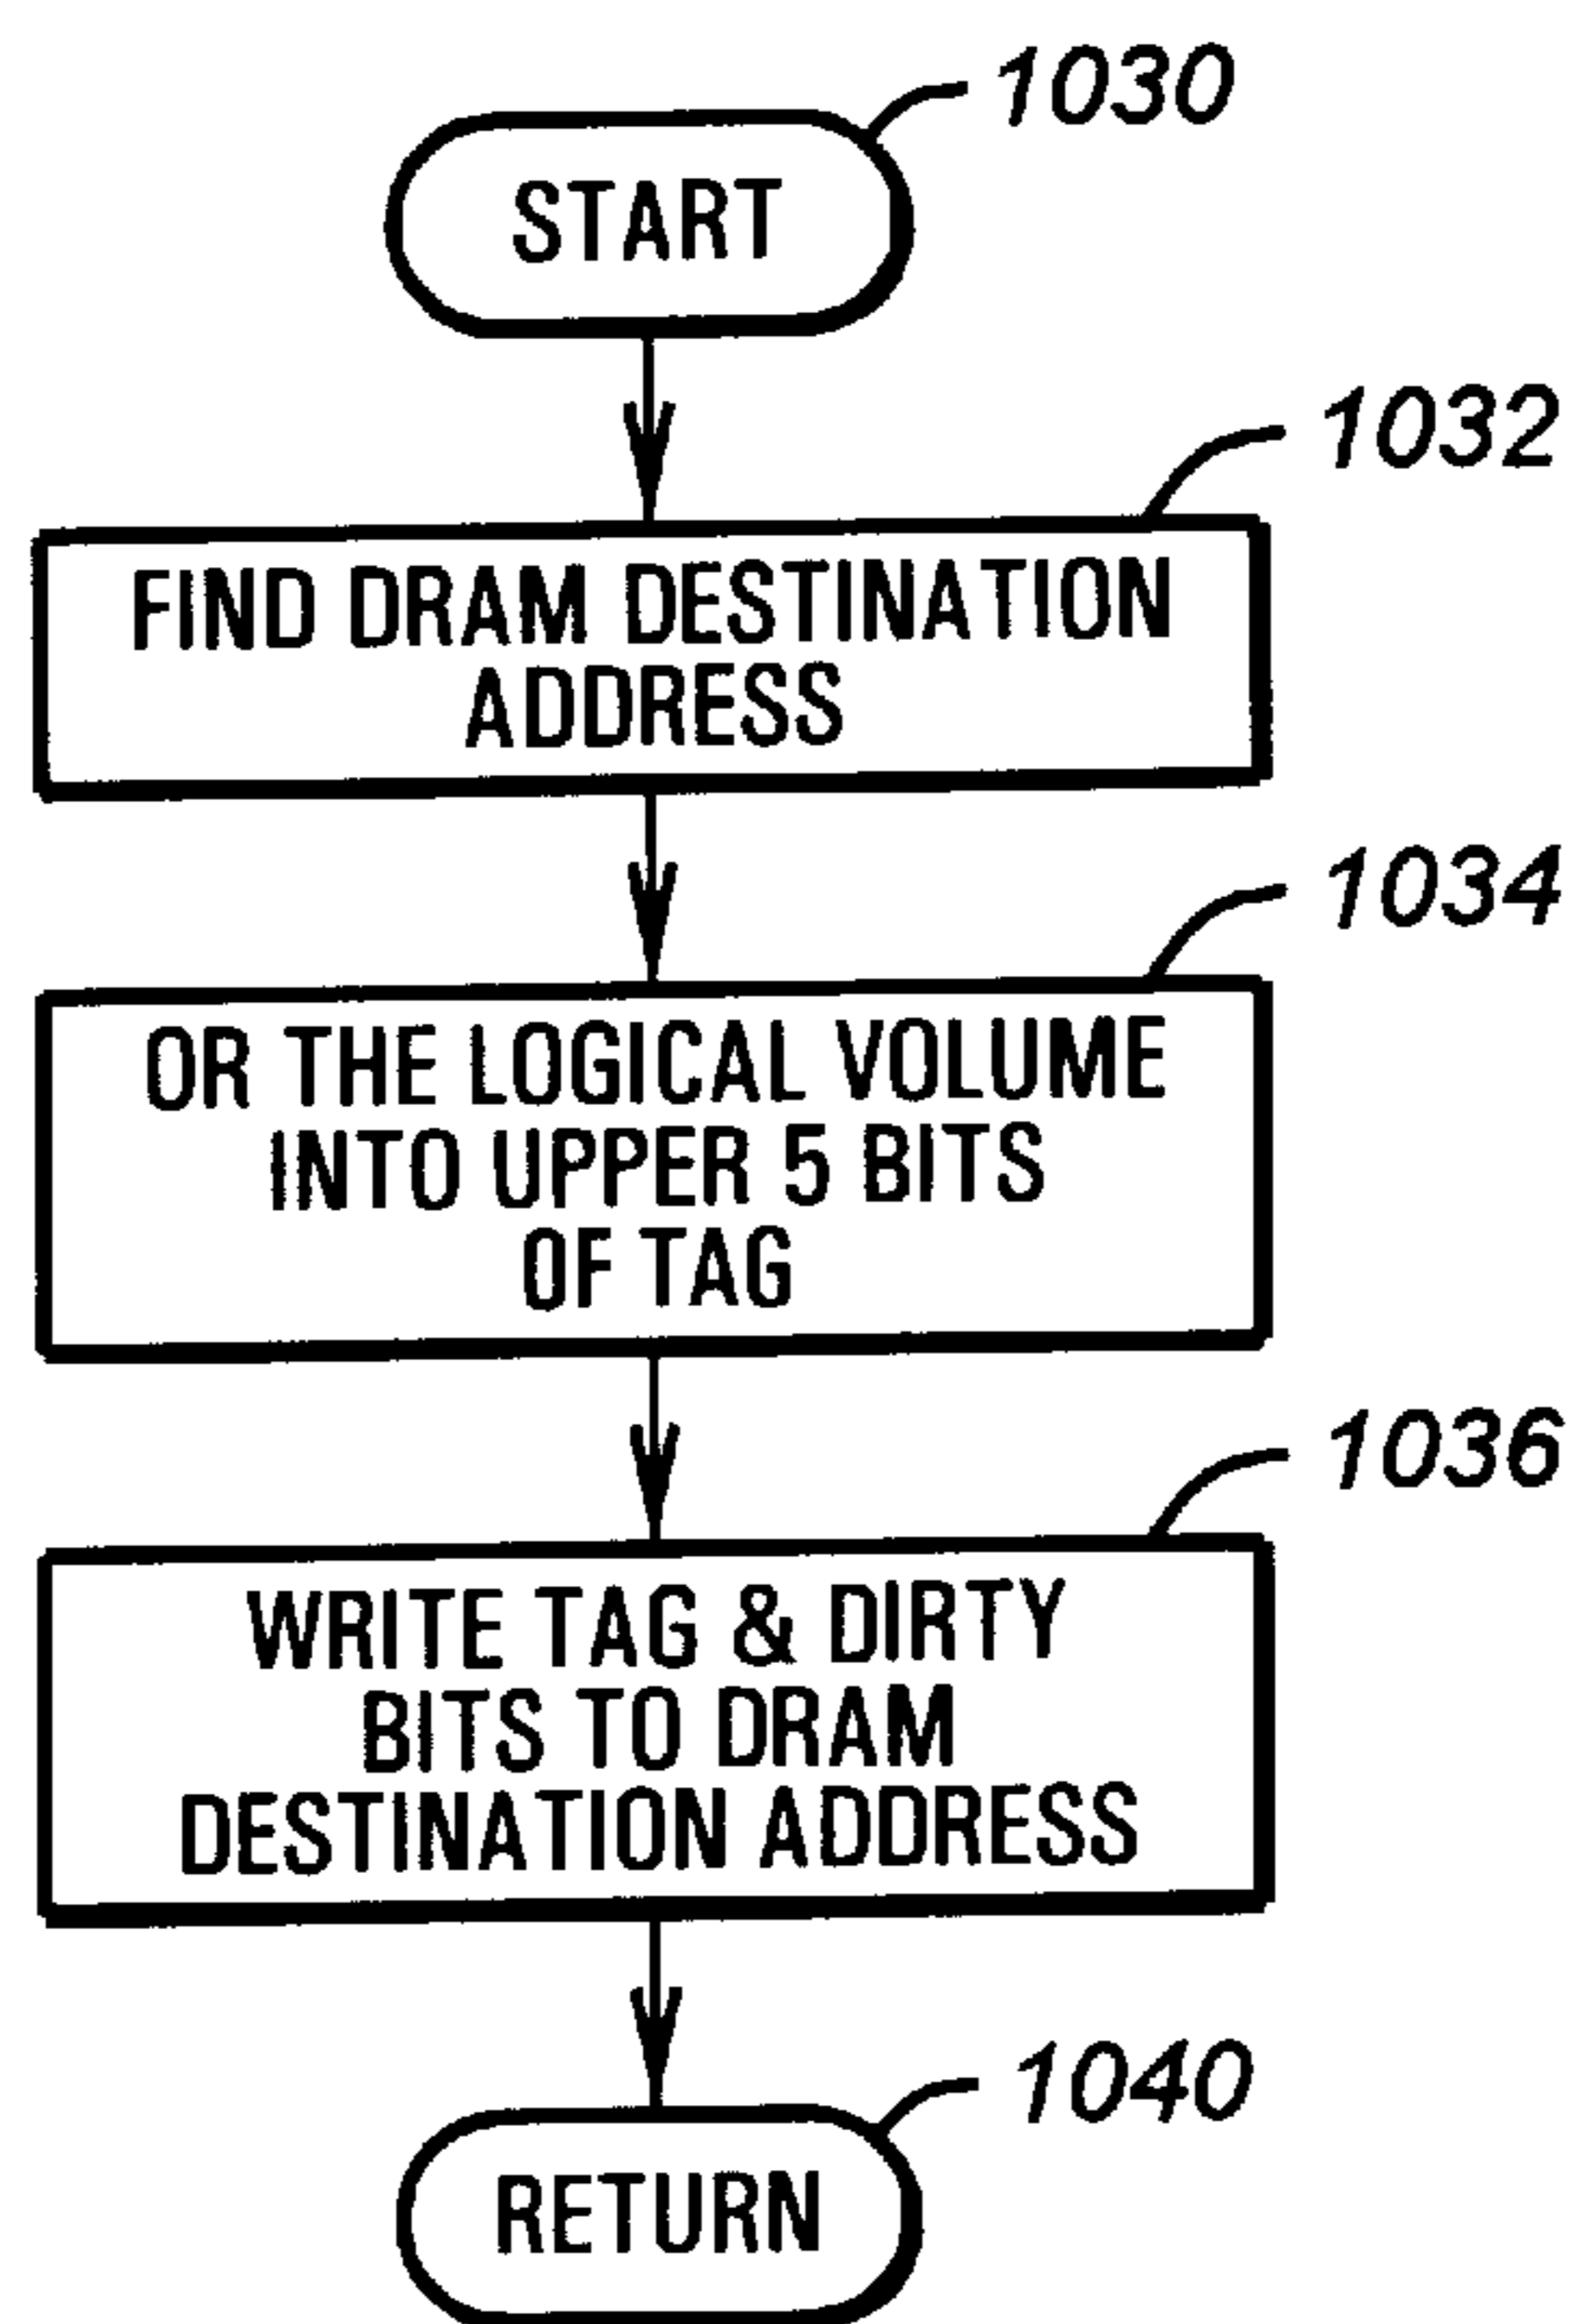 1030
START
1032
FIND DRAM DESTINATION
ADDRESS
1034
OR THE LOGICAL VOLUME
INTO UPPER 5 BITS
OF TAG
1036
WRITE TAG & DIRTY
BITS TO DRAM
DESTINATION ADDRESS
1040
RETURN